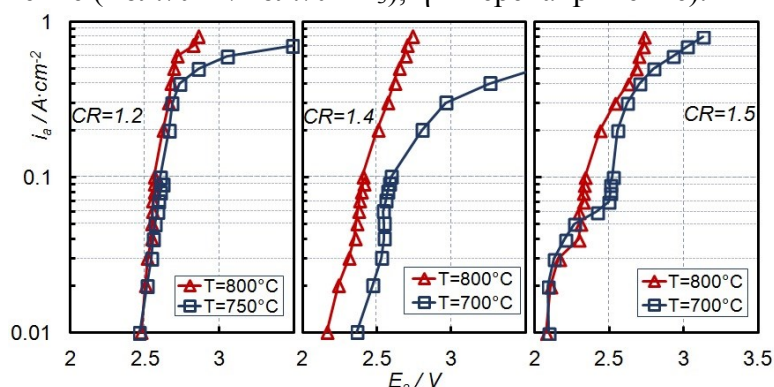 1
0.1
0.01
i_a / A·cm⁻²
CR=1.2
T=800°C
T=750°C
CR=1.4
T=800°C
T=700°C
CR=1.5
T=800°C
T=700°C
2 2.5 3 2 2.5 3 2 2.5 3 3.5
E_a / V